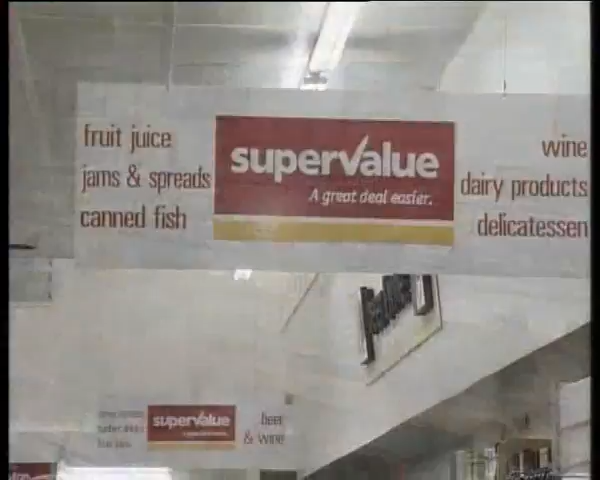 fruit juice
jams & spreads
canned fish
supervalue
A great deal easier.
wine
dairy products
delicatessen
supervalue
beer
& wine